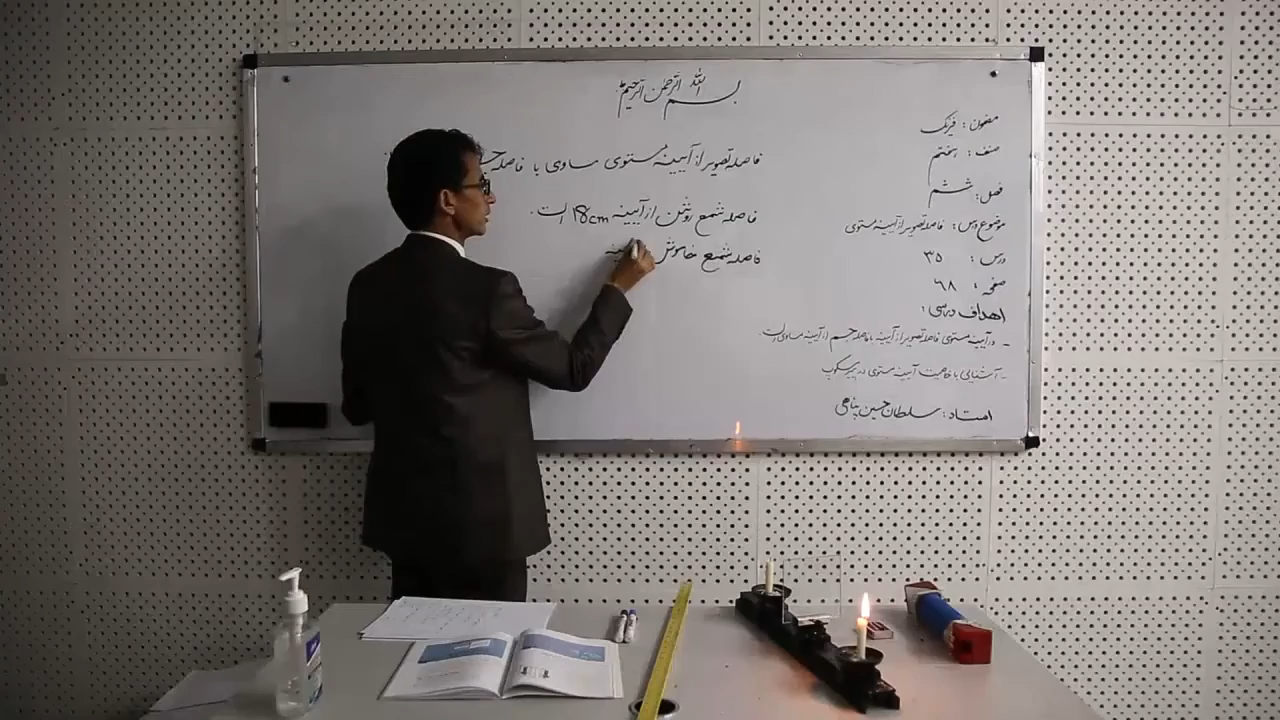 بسم الله الرحمن الرحیم
فاصله تصویر از آیینه مستوی مساوی با فاصله
فاصله شمع روشن از آیینه 18cm است.
فاصله شمع خاموش
مضمون: فزیک
صنف: هشتم
فصل: ششم
موضوع درس: فاصله تصویر از آیینه مستوی
درس: ۳۵
صفحه: ۶۸
اهداف درسی:
- در آیینه مستوی فاصله تصویر از آیینه با فاصله جسم از آیینه مساوی است.
- آشنایی با خاصیت آیینه مستوی در پیرسکوپ
استاد: سلطان حسین پناهی